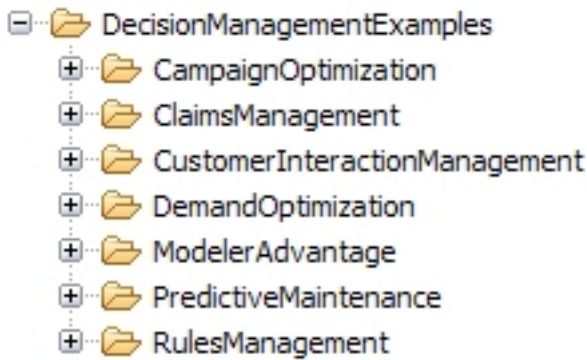 DecisionManagementExamples
CampaignOptimization
ClaimsManagement
CustomerInteractionManagement
DemandOptimization
ModelerAdvantage
PredictiveMaintenance
RulesManagement